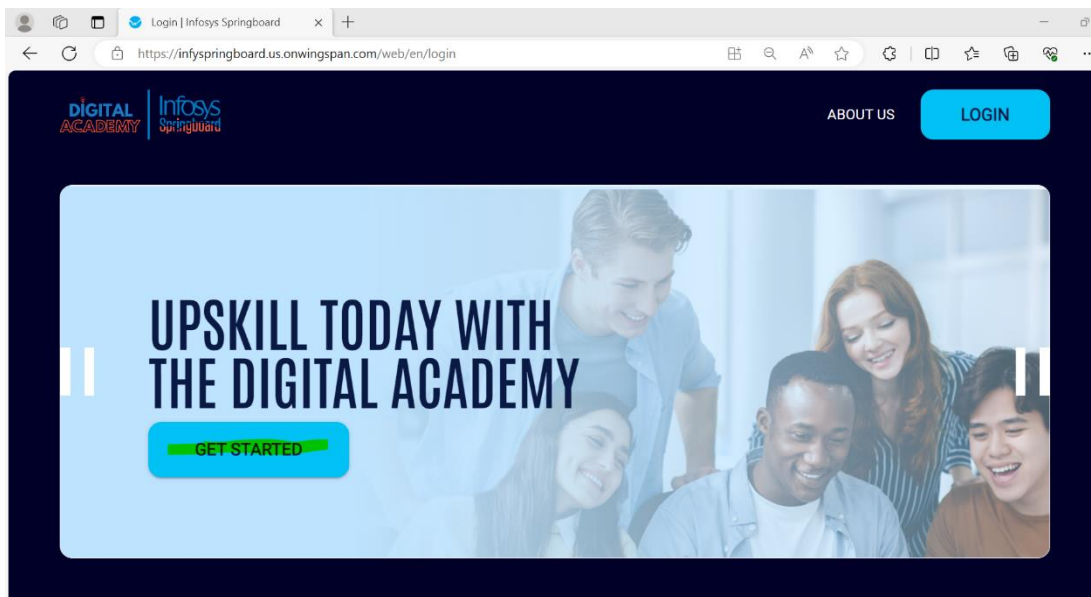 Login | Infosys Springboard
https://infyspringboard.us.onwingspan.com/web/en/login
DIGITAL
ACADEMY
Infosys
Springboard
ABOUT US
LOGIN
UPSKILL TODAY WITH
THE DIGITAL ACADEMY
GET STARTED